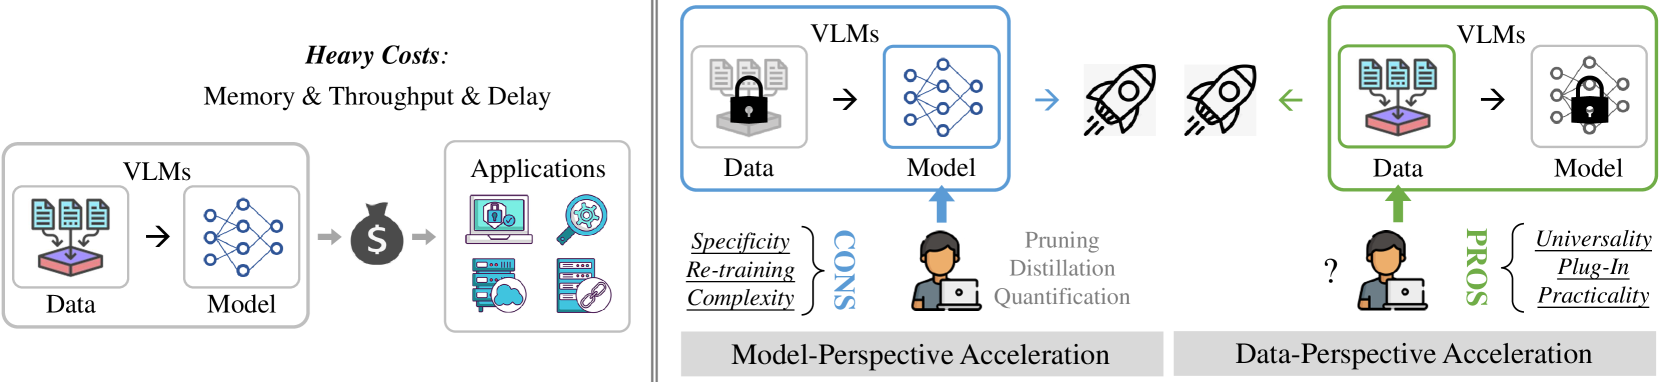 Heavy Costs:
Memory & Throughput & Delay
VLMs
Data
Model
$
Applications
VLMs
Data
Model
Specificity
Re-training
Complexity
CONS
Pruning
Distillation
Quantification
Model-Perspective Acceleration
VLMs
Data
Model
?
PROS
Universality
Plug-In
Practicality
Data-Perspective Acceleration